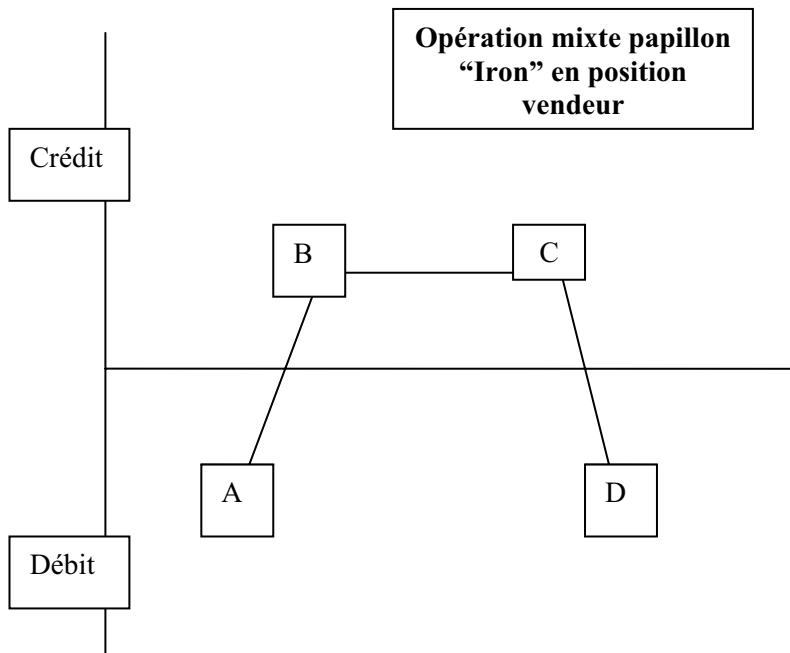 Opération mixte papillon
“Iron” en position
vendeur
Crédit
B
C
A
D
Débit